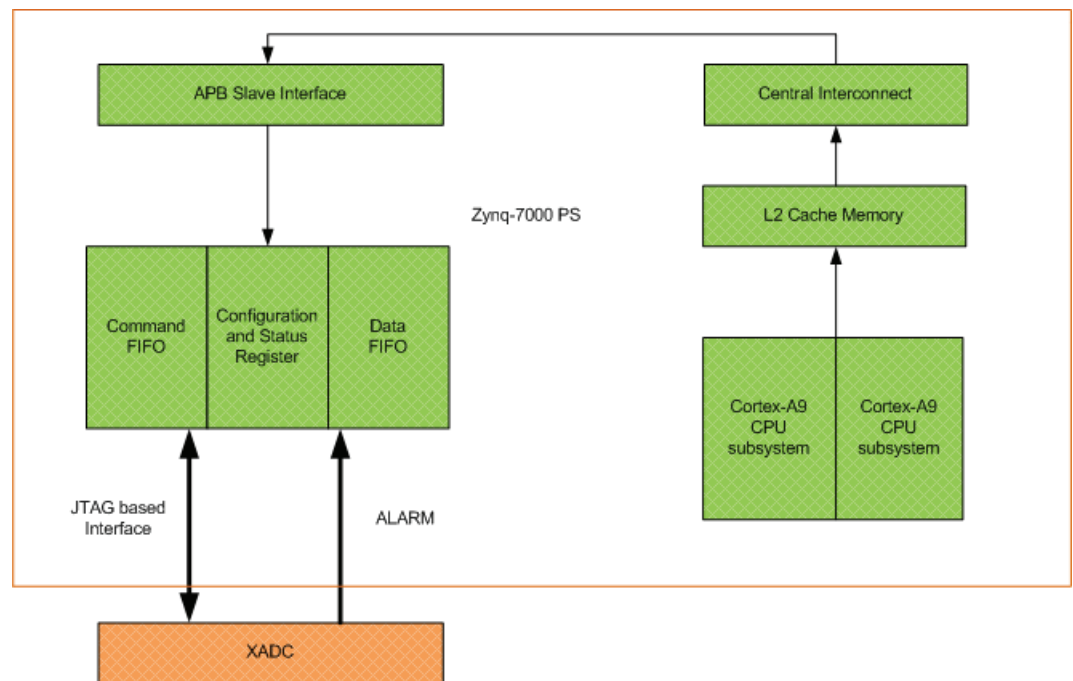 APB Slave Interface
Central Interconnect
Zynq-7000 PS
L2 Cache Memory
Command
FIFO
Configuration
and Status
Register
Data
FIFO
Cortex-A9
CPU
subsystem
Cortex-A9
CPU
subsystem
JTAG based
Interface
ALARM
XADC